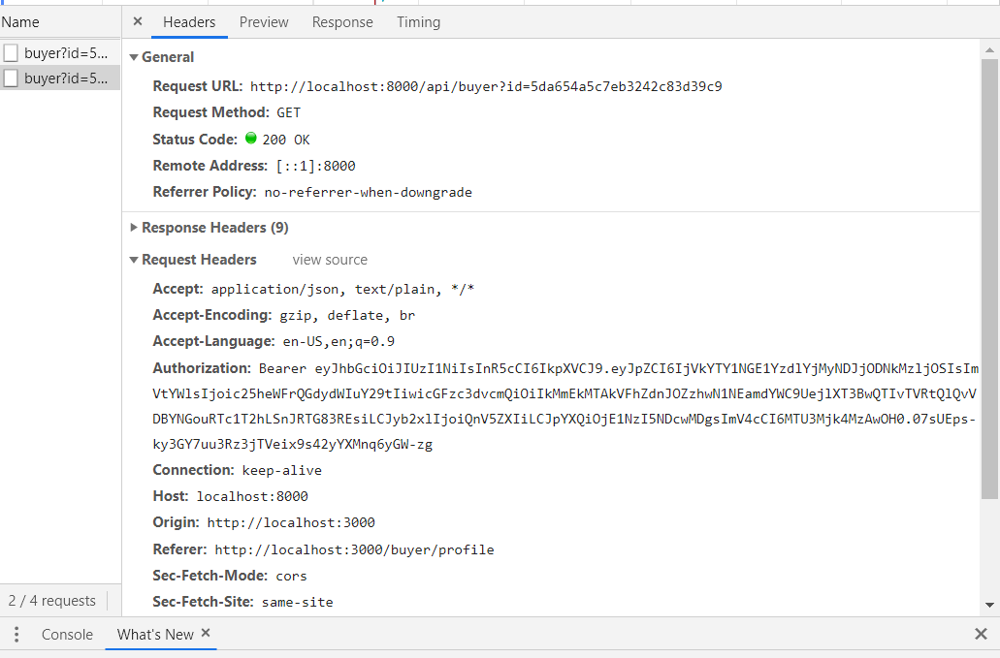 Name
× Headers Preview Response Timing
buyer?id=5...
buyer?id=5...
General
Request URL: http://localhost:8000/api/buyer?id=5da654a5c7eb3242c83d39c9
Request Method: GET
Status Code: 200 OK
Remote Address: [::1]:8000
Referrer Policy: no-referrer-when-downgrade
Response Headers (9)
Request Headers view source
Accept: application/json, text/plain, */*
Accept-Encoding: gzip, deflate, br
Accept-Language: en-US,en;q=0.9
Authorization: Bearer eyJhbGciOiJIUzI1NiIsInR5cCI6IkpXVCJ9.eyJpZCI6IjVkYTY1NGE1YzdlYjMyNDJjODNkMzljOSIsIm
VtYWlsIjoic25heWFrQGdydWIuY29tIiwicGFzc3dvcmQiOiIkMmEkMTAkVFhZdnJOZzhwN1NEamdYWC9UejlXT3BwQTIvTVRtQlQvV
DBYNGouRTc1T2hLSnJRTG83REsiLCJyb2xlIjoiQnV5ZXIiLCJpYXQiOjE1NzI5NDcwMDgsImV4cCI6MTU3Mjk4MzAwOH0.07sUEps-
ky3GY7uu3Rz3jTVeix9s42yYXMnq6yGW-zg
Connection: keep-alive
Host: localhost:8000
Origin: http://localhost:3000
Referer: http://localhost:3000/buyer/profile
Sec-Fetch-Mode: cors
Sec-Fetch-Site: same-site
2 / 4 requests
Console What's New ×